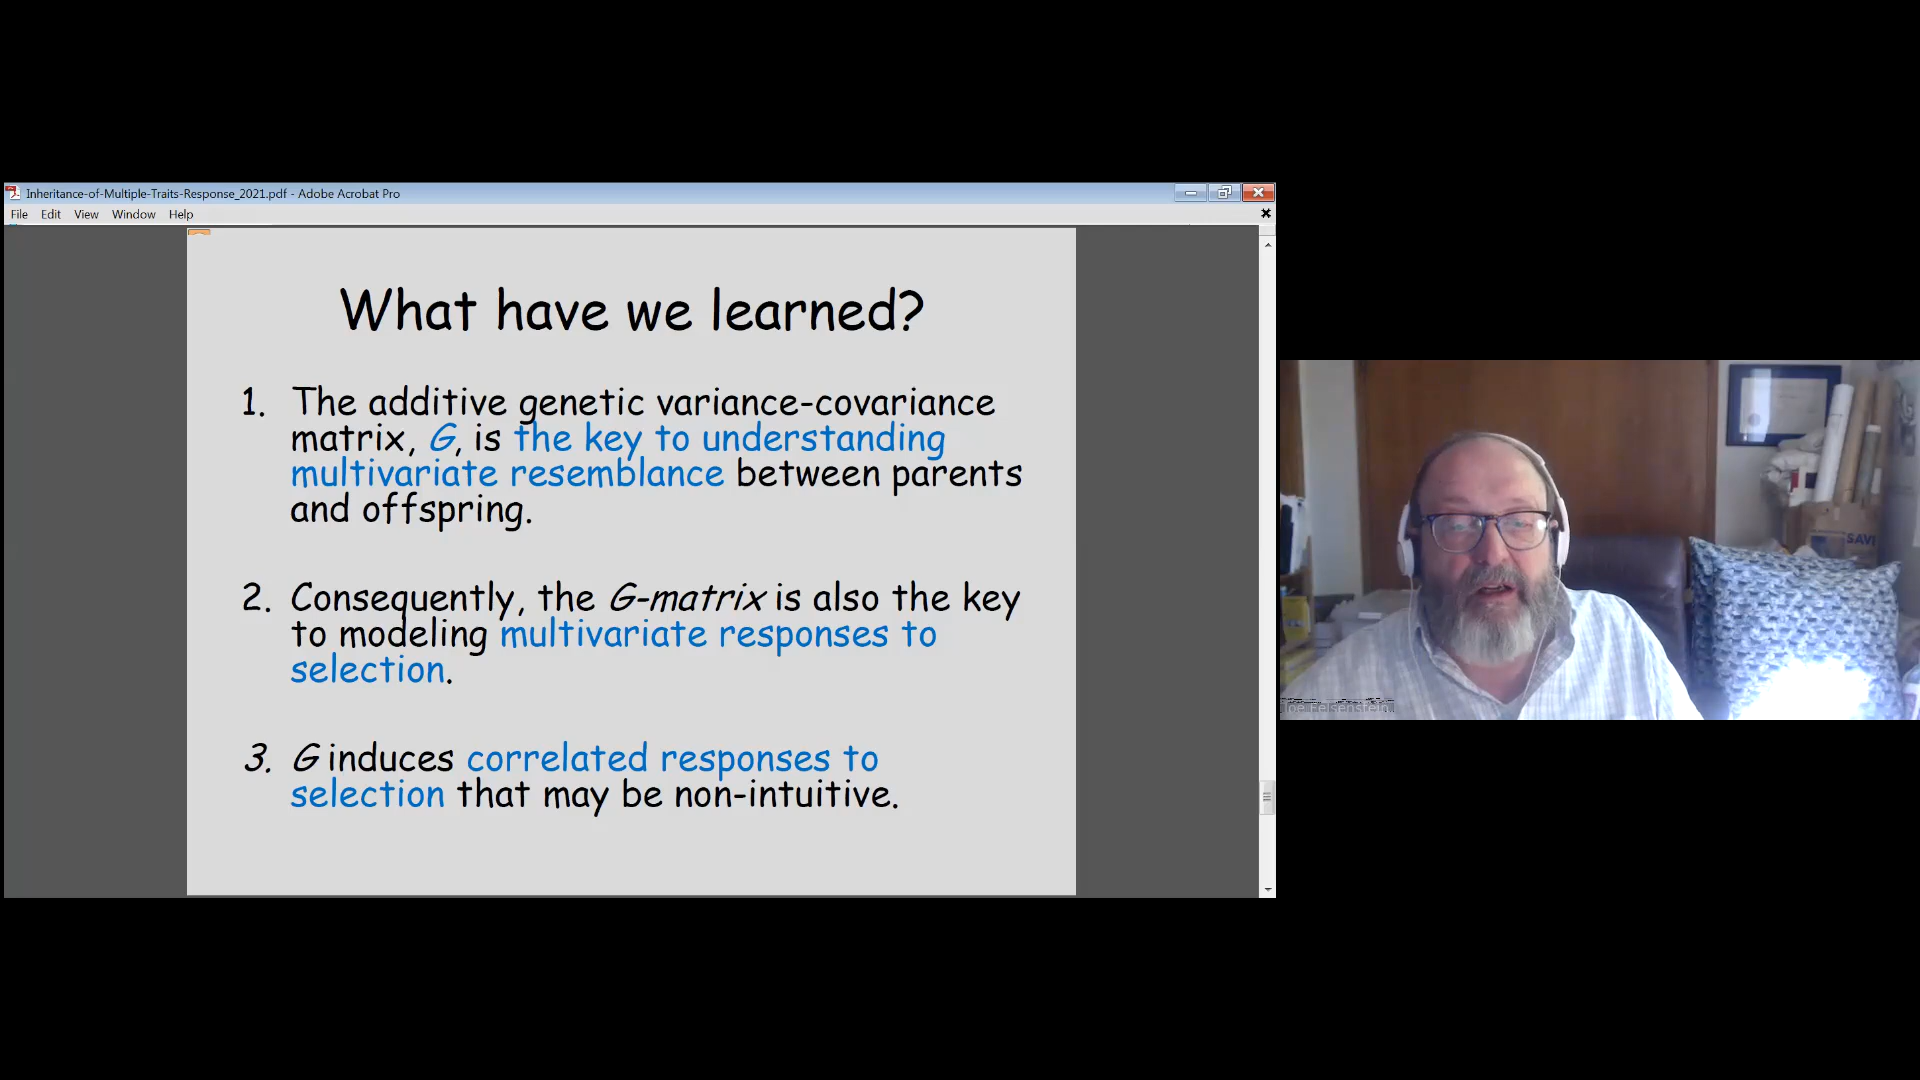 Inheritance-of-Multiple-Traits-Response_2021.pdf - Adobe Acrobat Pro
File Edit View Window Help
What have we learned?
1. The additive genetic variance-covariance
matrix, G, is the key to understanding
multivariate resemblance between parents
and offspring.
2. Consequently, the G-matrix is also the key
to modeling multivariate responses to
selection.
3. G induces correlated responses to
selection that may be non-intuitive.
SAVE
Joe Felsenstein